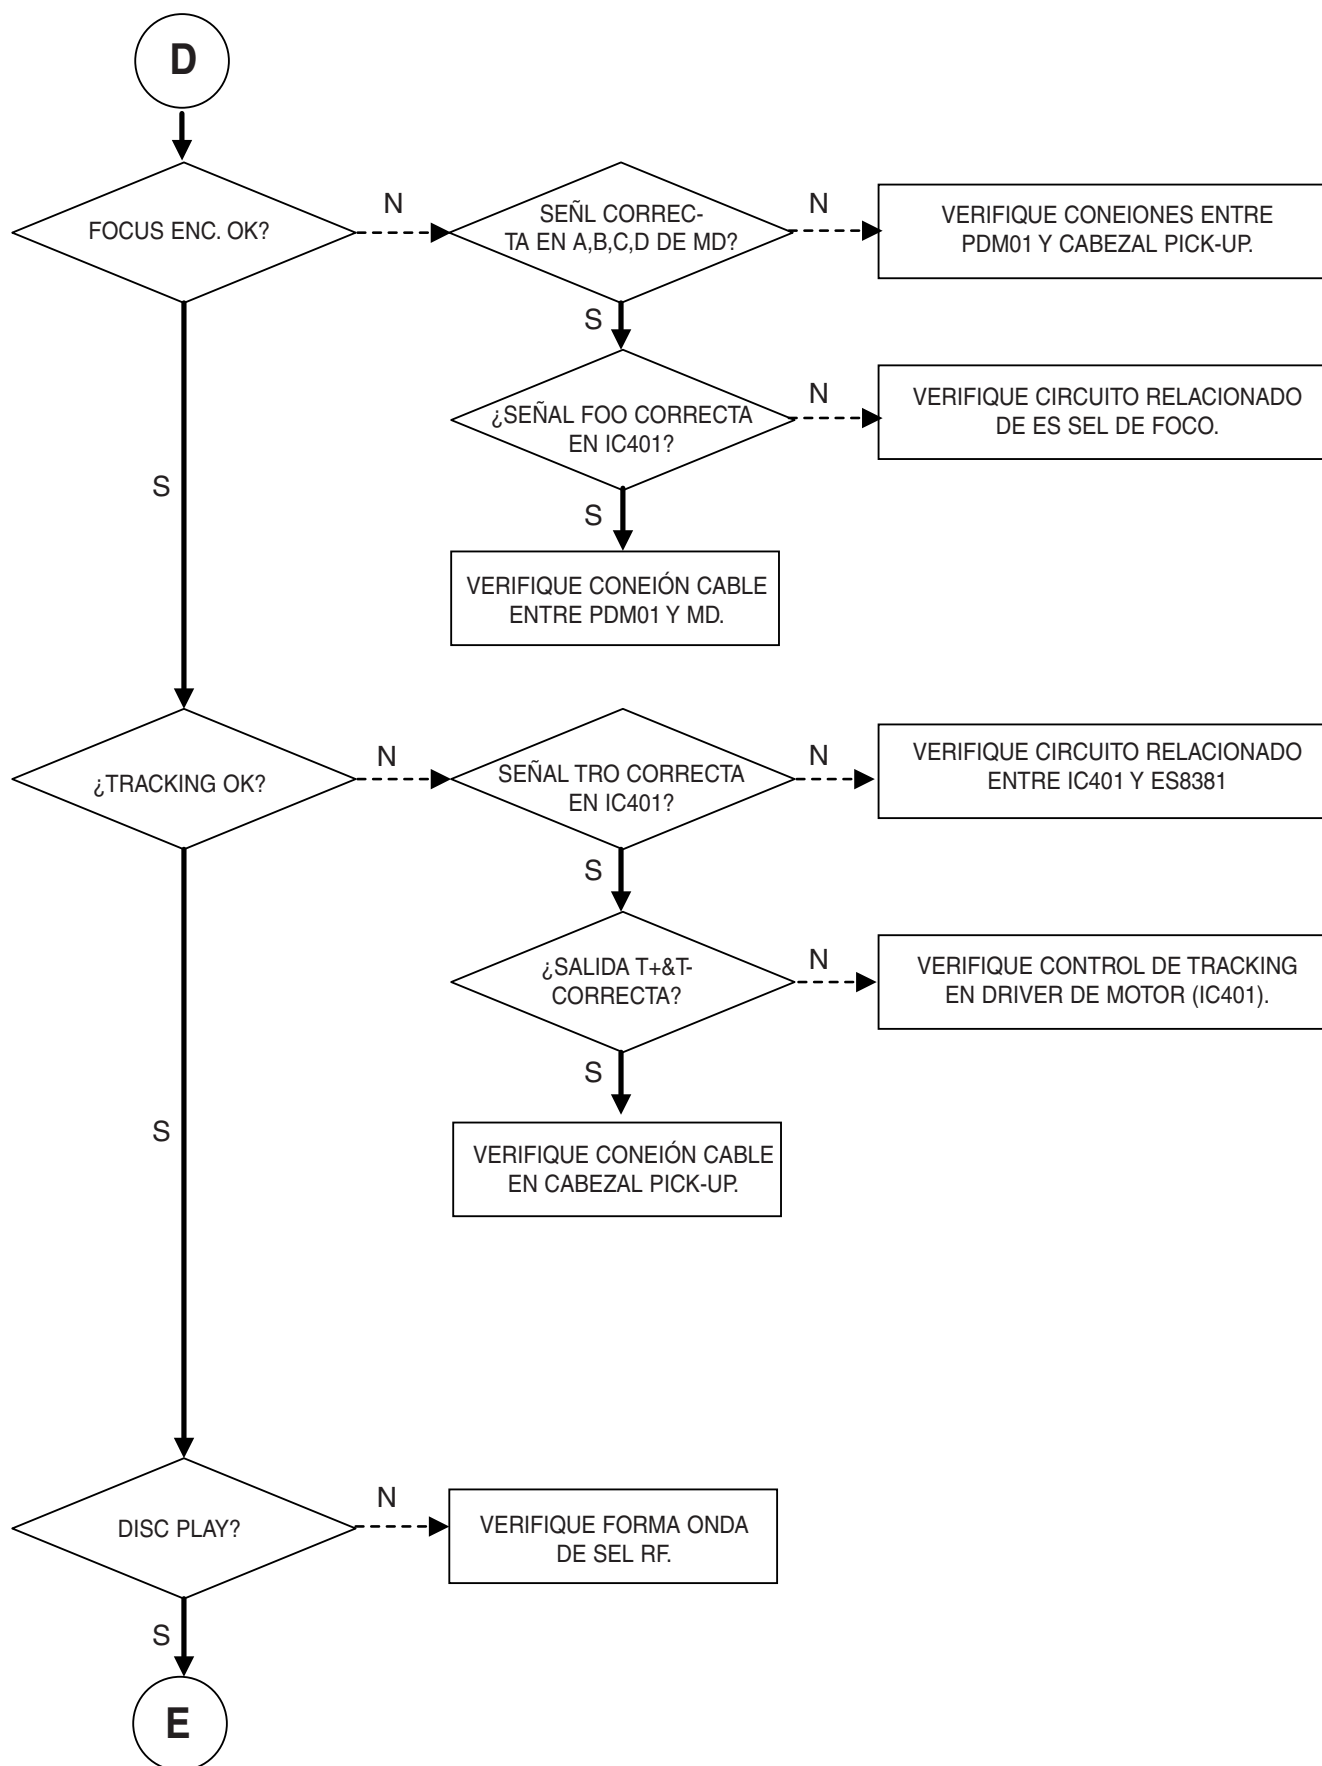 D
FOCUS ENC. OK?
N
SEÑL CORREC-
TA EN A,B,C,D DE MD?
N
VERIFIQUE CONEIONES ENTRE
PDM01 Y CABEZAL PICK-UP.
S
¿SEÑAL FOO CORRECTA
EN IC401?
N
VERIFIQUE CIRCUITO RELACIONADO
DE ES SEL DE FOCO.
S
S
VERIFIQUE CONEIÓN CABLE
ENTRE PDM01 Y MD.
¿TRACKING OK?
N
SEÑAL TRO CORRECTA
EN IC401?
N
VERIFIQUE CIRCUITO RELACIONADO
ENTRE IC401 Y ES8381
S
¿SALIDA T+&T-
CORRECTA?
N
VERIFIQUE CONTROL DE TRACKING
EN DRIVER DE MOTOR (IC401).
S
S
VERIFIQUE CONEIÓN CABLE
EN CABEZAL PICK-UP.
DISC PLAY?
N
VERIFIQUE FORMA ONDA
DE SEL RF.
S
E